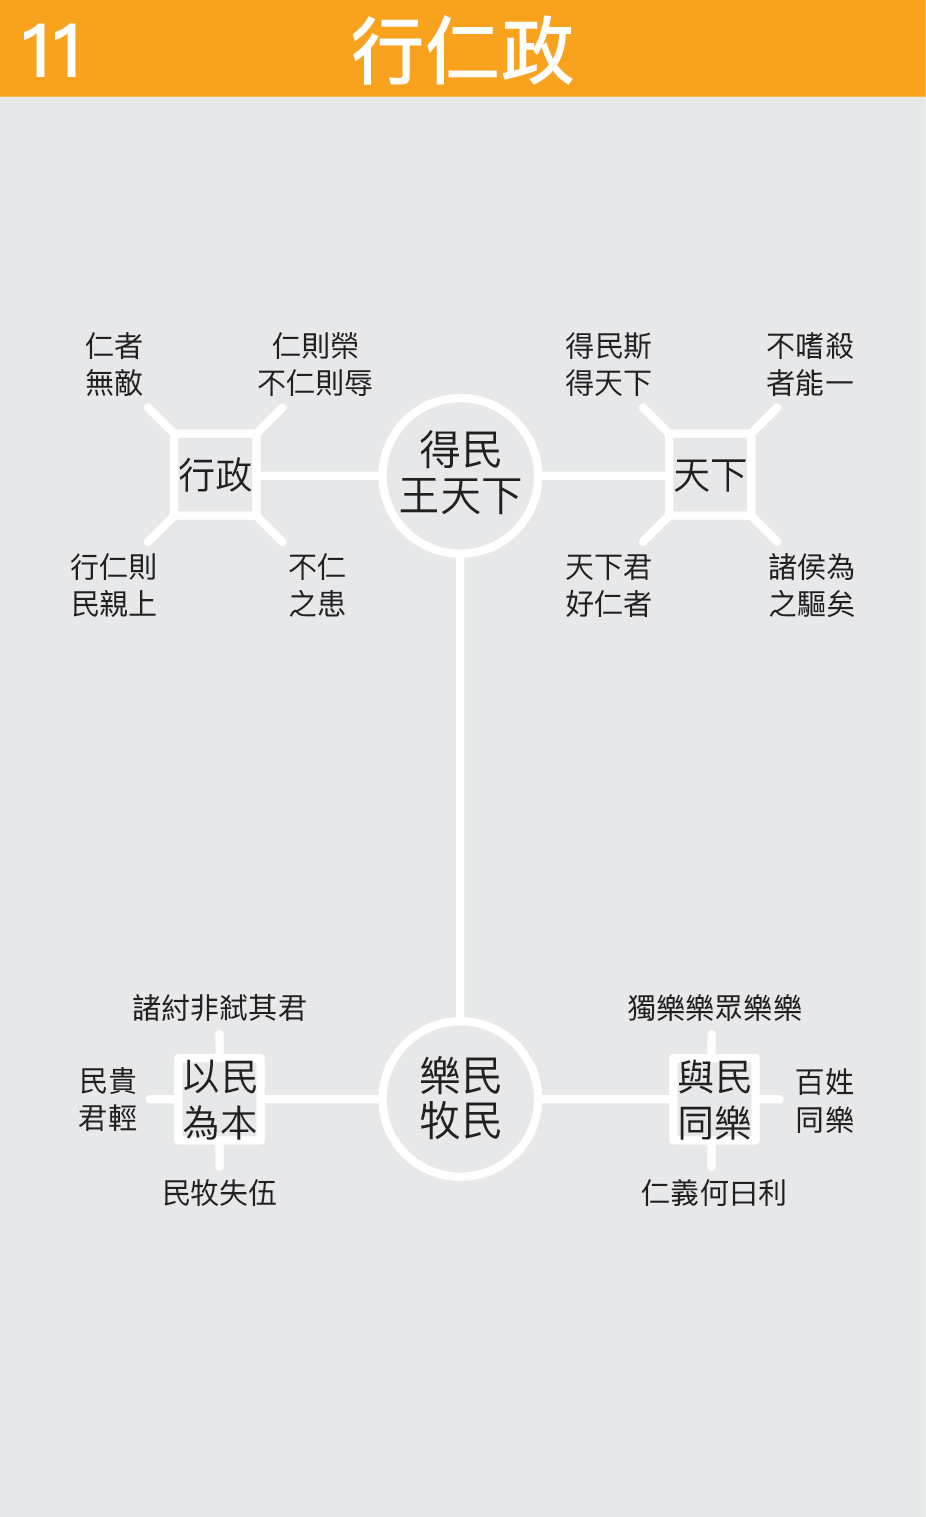 11
行仁政
仁者
無敵
仁則榮
不仁則辱
得民斯
得天下
不嗜殺
者能一
行政
得民
王天下
天下
行仁則
民親上
不仁
之患
天下君
好仁者
諸侯為
之驅矣
諸紂非弒其君
獨樂樂眾樂樂
民貴
君輕
以民
為本
樂民
牧民
與民
同樂
百姓
同樂
民牧失伍
仁義何曰利